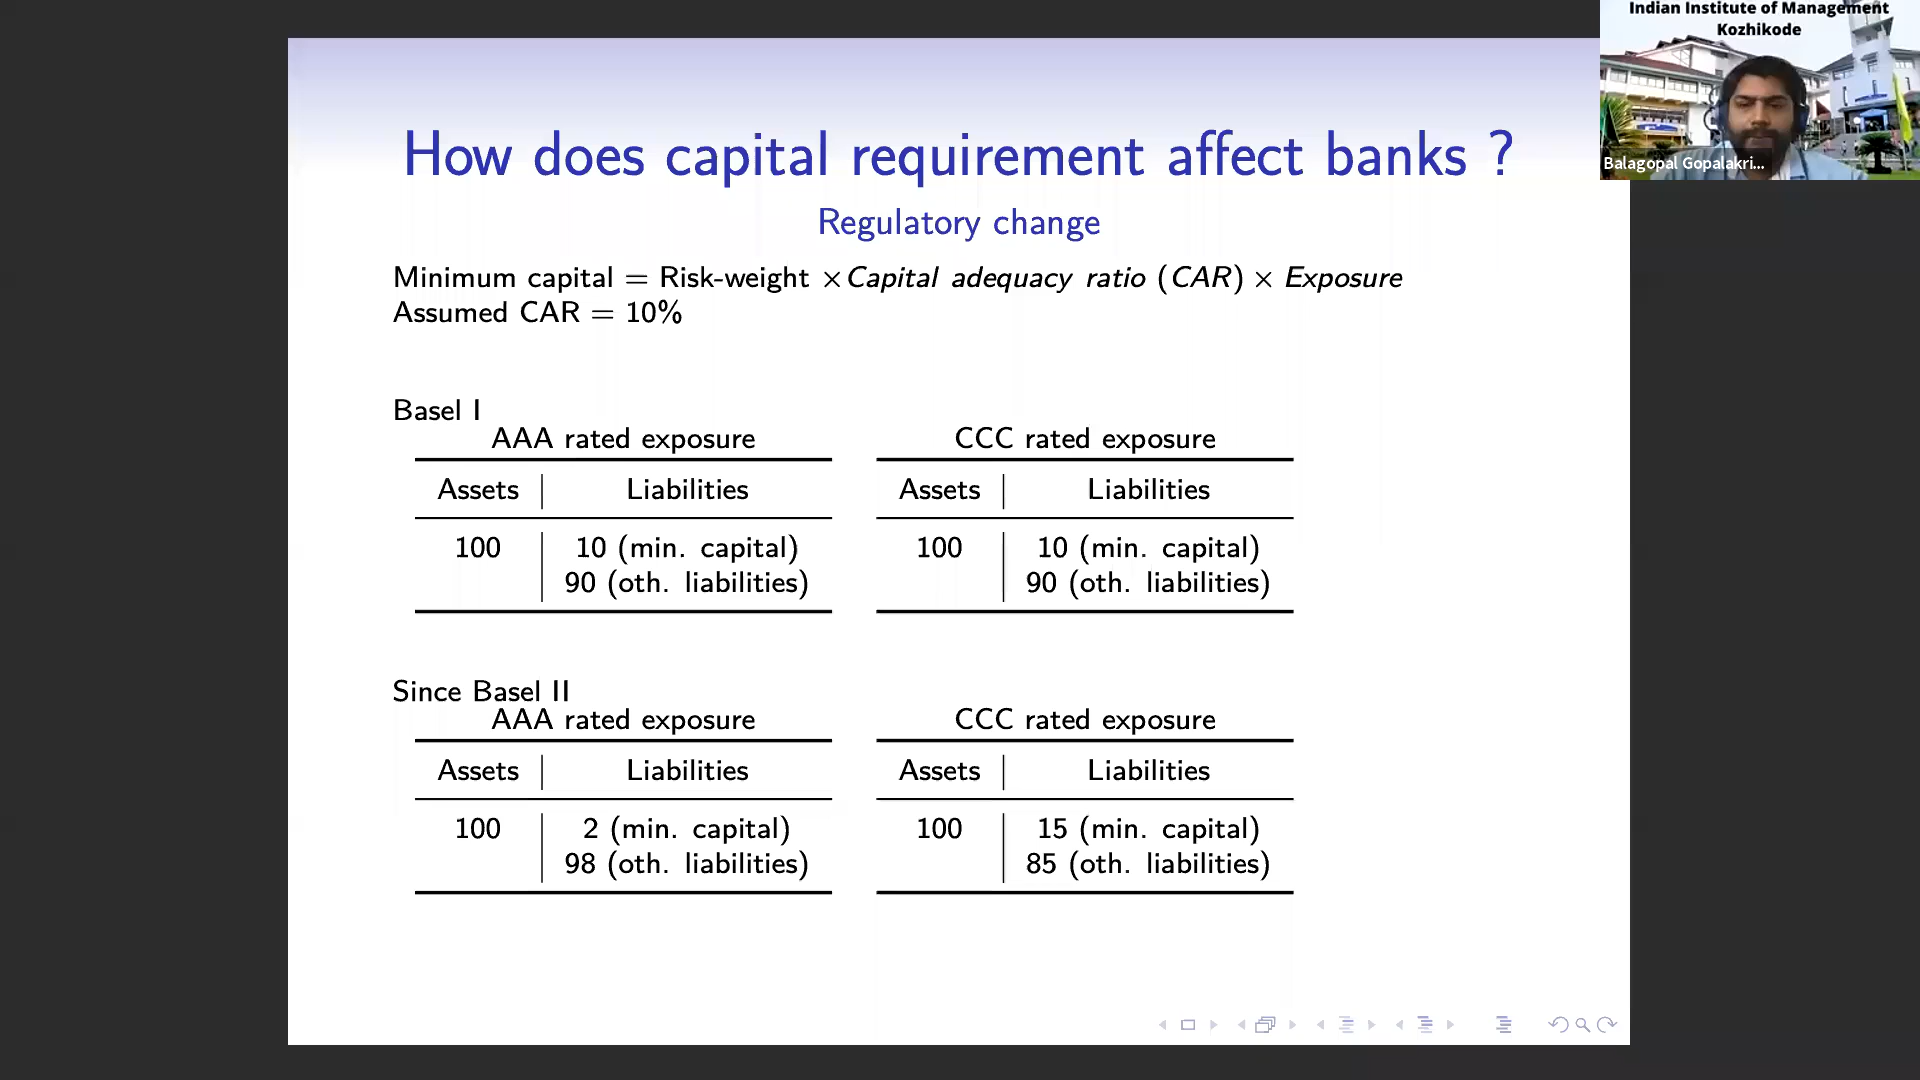 Indian Institute of Management
Kozhikode
Balagopal Gopalakri...
How does capital requirement affect banks ?
Regulatory change
Minimum capital = Risk-weight ×Capital adequacy ratio (CAR) × Exposure
Assumed CAR = 10%
Basel I
AAA rated exposure
Assets | Liabilities
100 | 10 (min. capital)
90 (oth. liabilities)
CCC rated exposure
Assets | Liabilities
100 | 10 (min. capital)
90 (oth. liabilities)
Since Basel II
AAA rated exposure
Assets | Liabilities
100 | 2 (min. capital)
98 (oth. liabilities)
CCC rated exposure
Assets | Liabilities
100 | 15 (min. capital)
85 (oth. liabilities)